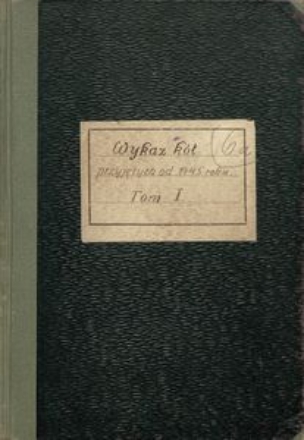 Wykaz kół 6a
przyjętych od 1945 roku.
Tom I